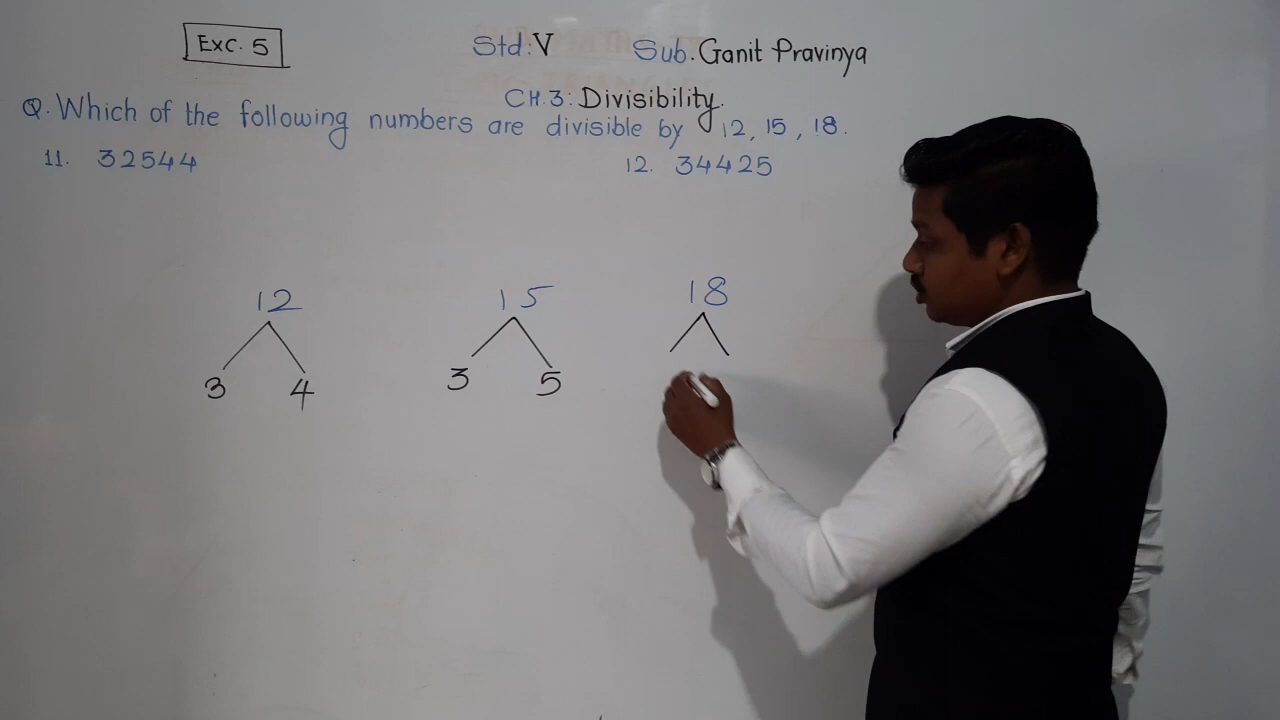 Exc. 5
Std: V Sub. Ganit Pravinya
CH.3: Divisibility.
Q. Which of the following numbers are divisible by 12, 15, 18.
11. 32544 12. 34425
12 15 18
3 4 3 5